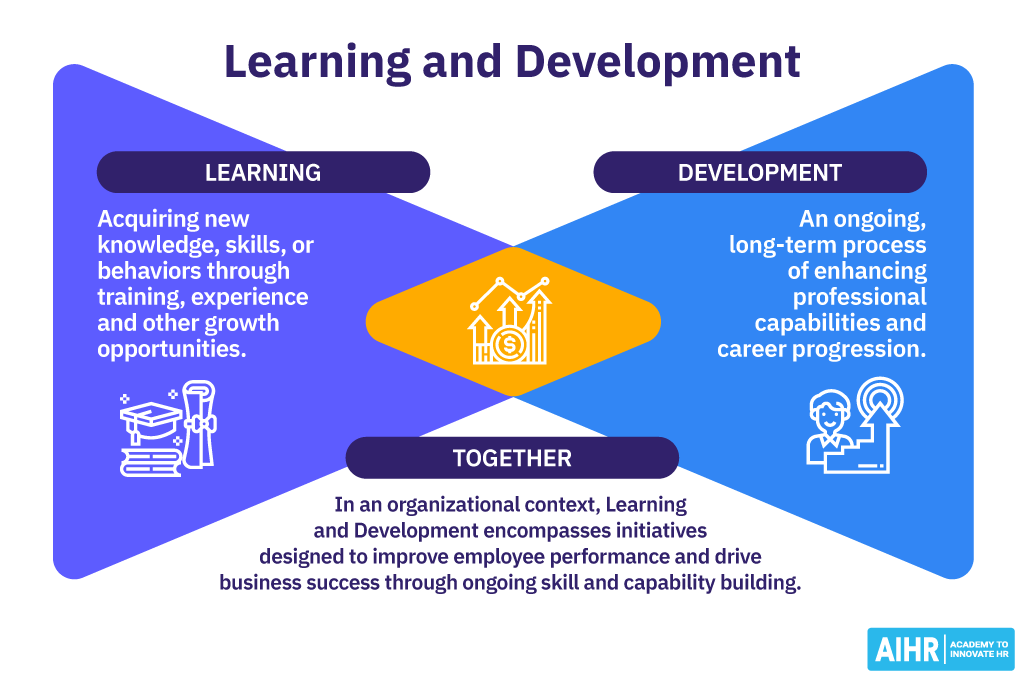 Learning and Development
LEARNING
Acquiring new
knowledge, skills, or
behaviors through
training, experience
and other growth
opportunities.
DEVELOPMENT
An ongoing,
long-term process
of enhancing
professional
capabilities and
career progression.
$
TOGETHER
In an organizational context, Learning
and Development encompasses initiatives
designed to improve employee performance and drive
business success through ongoing skill and capability building.
AIHR
ACADEMY TO
INNOVATE HR